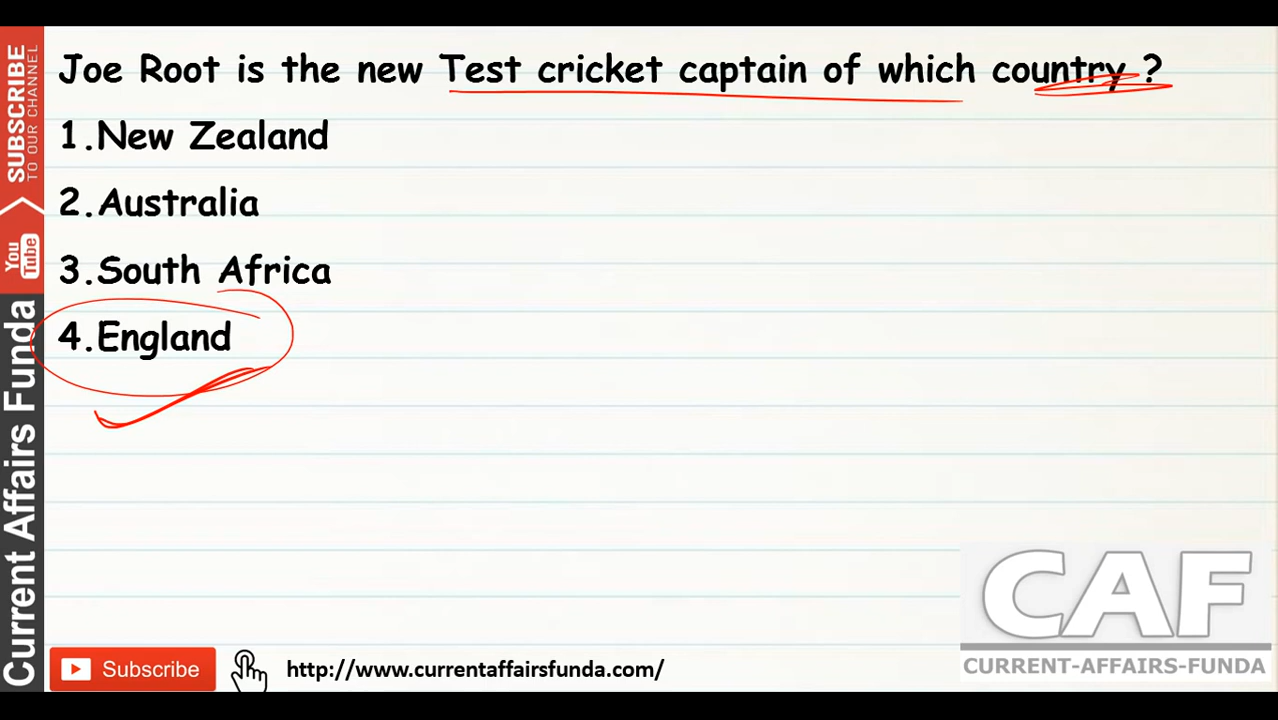 Joe Root is the new Test cricket captain of which country ?
1.New Zealand
2.Australia
3.South Africa
4.England
SUBSCRIBE
TO OUR CHANNEL
You
Tube
Current Affairs Funda
CAF
CURRENT-AFFAIRS-FUNDA
Subscribe
http://www.currentaffairsfunda.com/